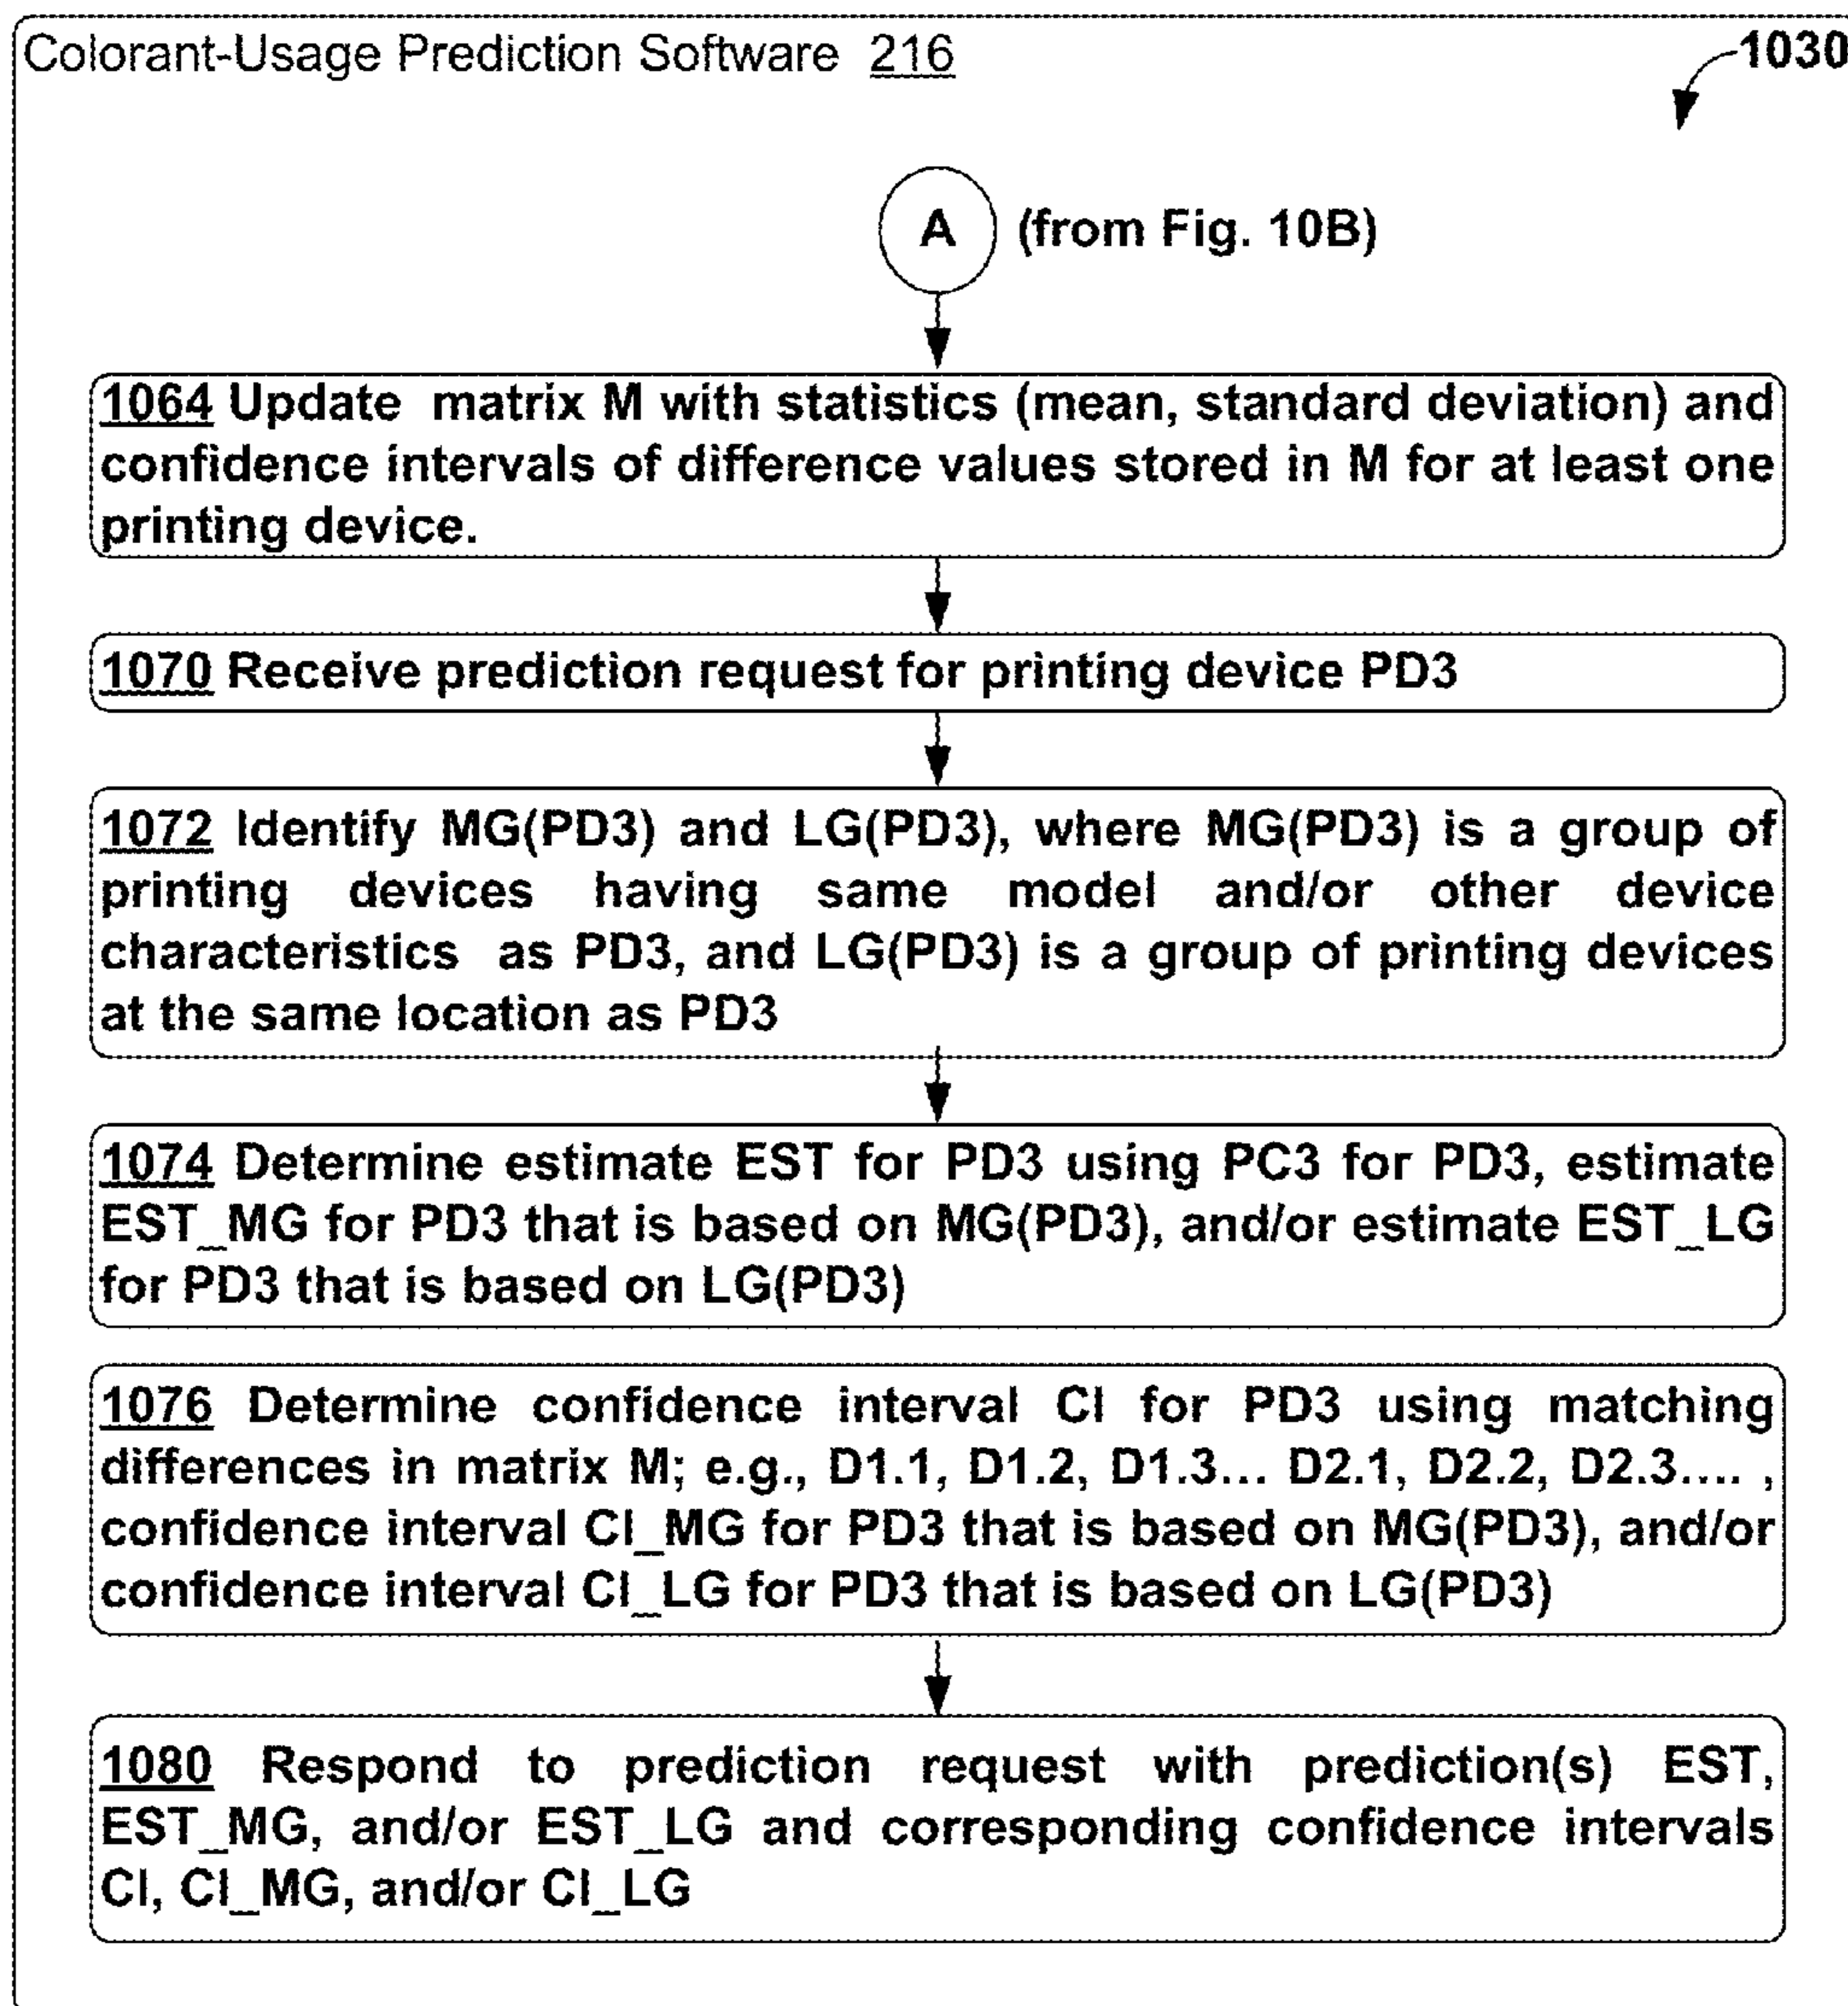 Colorant-Usage Prediction Software 216
1030
A (from Fig. 10B)
1064 Update matrix M with statistics (mean, standard deviation) and
confidence intervals of difference values stored in M for at least one
printing device.
1070 Receive prediction request for printing device PD3
1072 Identify MG(PD3) and LG(PD3), where MG(PD3) is a group of
printing devices having same model and/or other device
characteristics as PD3, and LG(PD3) is a group of printing devices
at the same location as PD3
1074 Determine estimate EST for PD3 using PC3 for PD3, estimate
EST_MG for PD3 that is based on MG(PD3), and/or estimate EST_LG
for PD3 that is based on LG(PD3)
1076 Determine confidence interval CI for PD3 using matching
differences in matrix M; e.g., D1.1, D1.2, D1.3... D2.1, D2.2, D2.3.... ,
confidence interval CI_MG for PD3 that is based on MG(PD3), and/or
confidence interval CI_LG for PD3 that is based on LG(PD3)
1080 Respond to prediction request with prediction(s) EST,
EST_MG, and/or EST_LG and corresponding confidence intervals
CI, CI_MG, and/or CI_LG